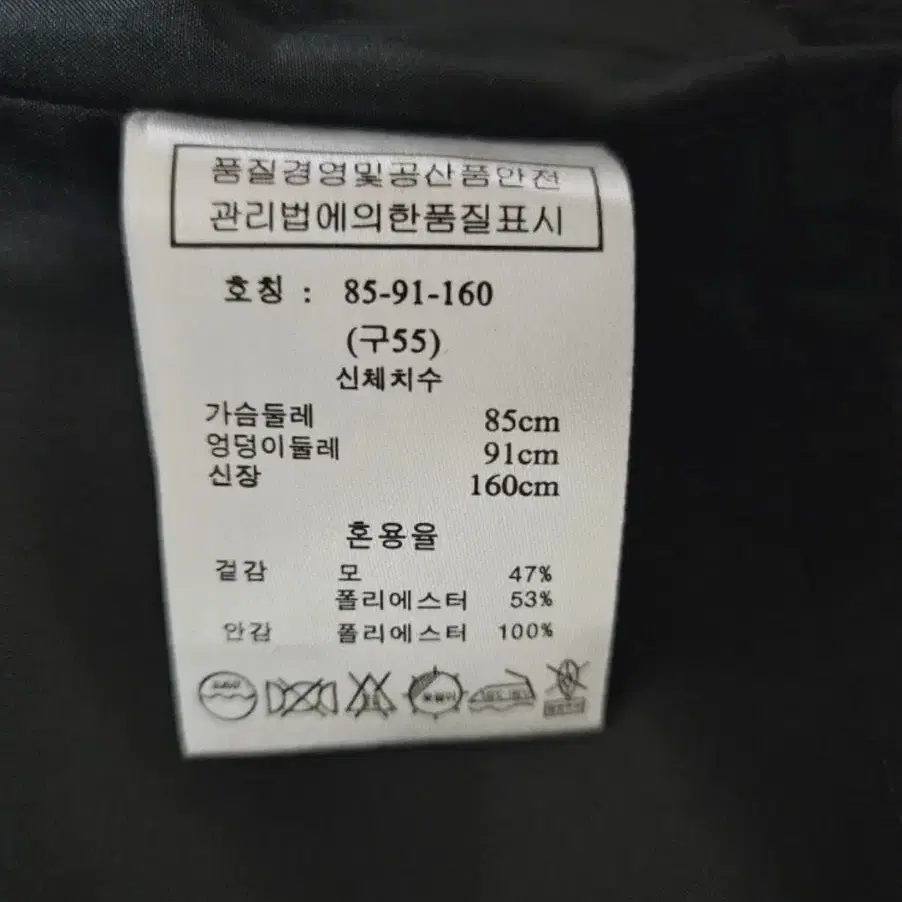 품질경영및공산품안전
관리법에의한품질표시
호칭 : 85-91-160
(구55)
신체치수
가슴둘레 85cm
엉덩이둘레 91cm
신장 160cm
혼용율
겉감 모 47%
폴리에스터 53%
안감 폴리에스터 100%